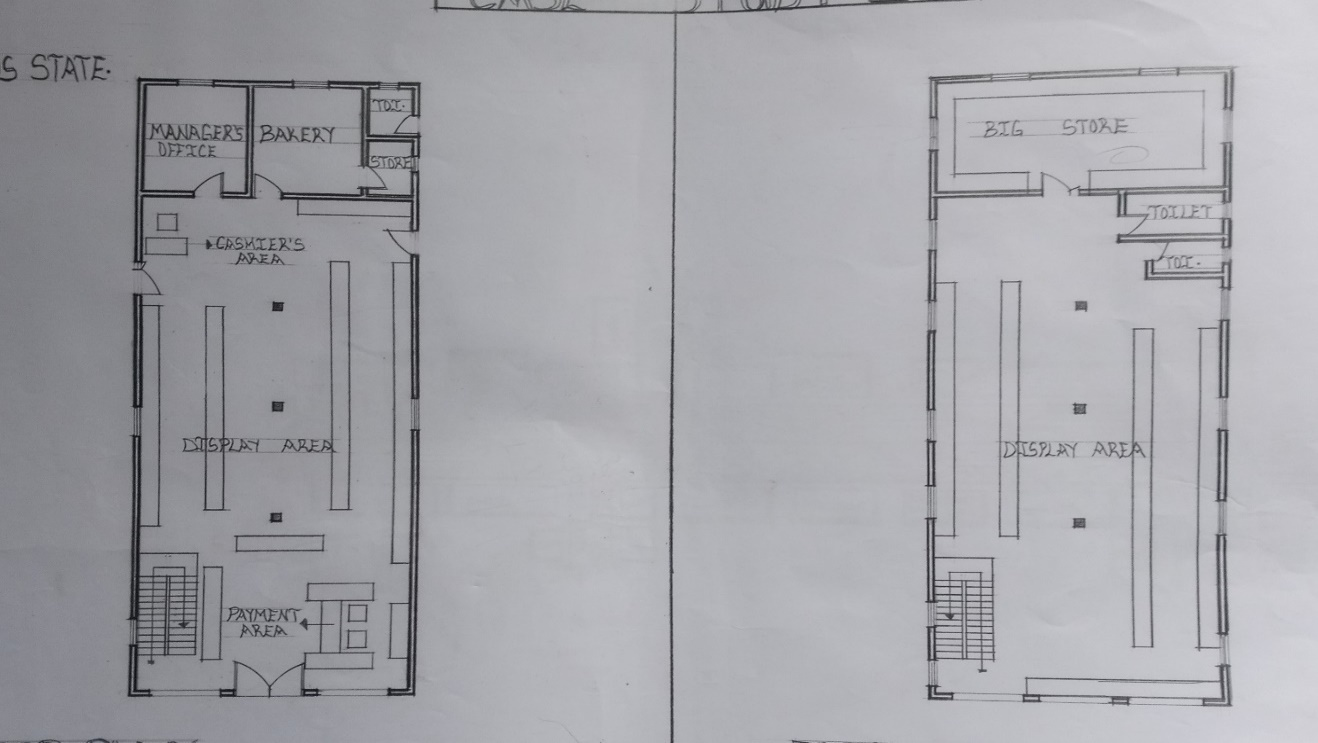 S STATE.
MANAGER'S
OFFICE
BAKERY
TOI.
STORE
CASHIER'S
AREA
DISPLAY AREA
PAYMENT
AREA
BIG STORE
TOILET
TOI.
DISPLAY AREA